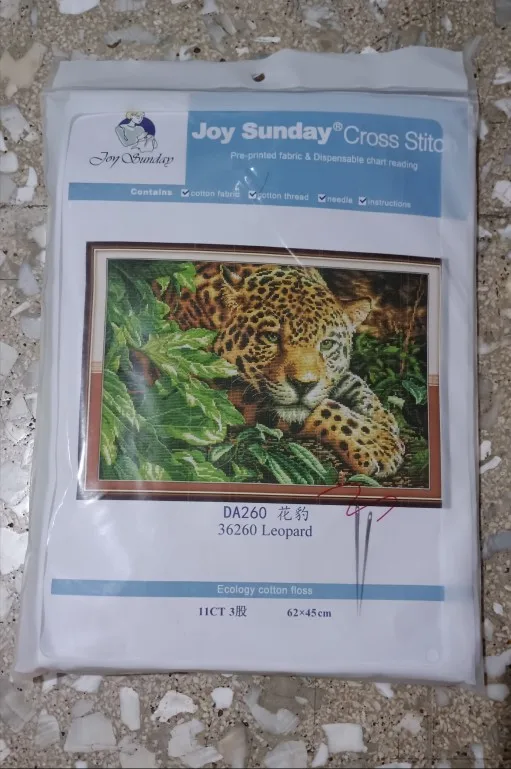 Joy Sunday
Joy Sunday® Cross Stitc
Pre-printed fabric & Dispensable chart reading
Contains cotton fabric cotton thread needle instructions
DA260 花豹
36260 Leopard
Ecology cotton floss
11CT 3股 62×45cm